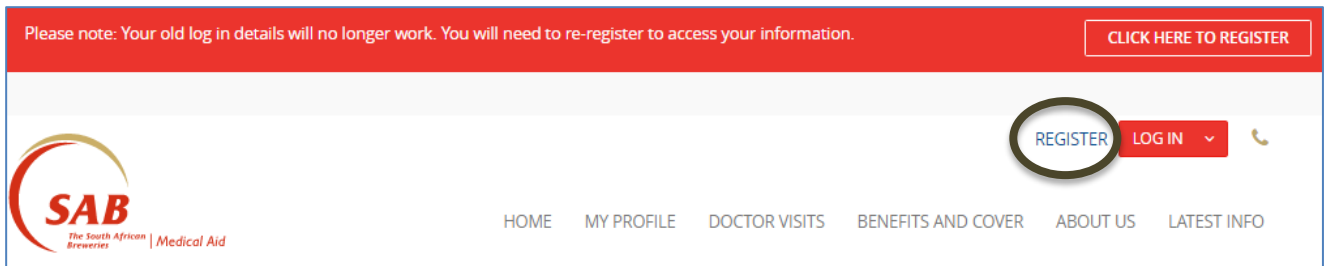 Please note: Your old log in details will no longer work. You will need to re-register to access your information.
CLICK HERE TO REGISTER
REGISTER
LOG IN
SAB
The South African
Breweries
Medical Aid
HOME MY PROFILE DOCTOR VISITS BENEFITS AND COVER ABOUT US LATEST INFO